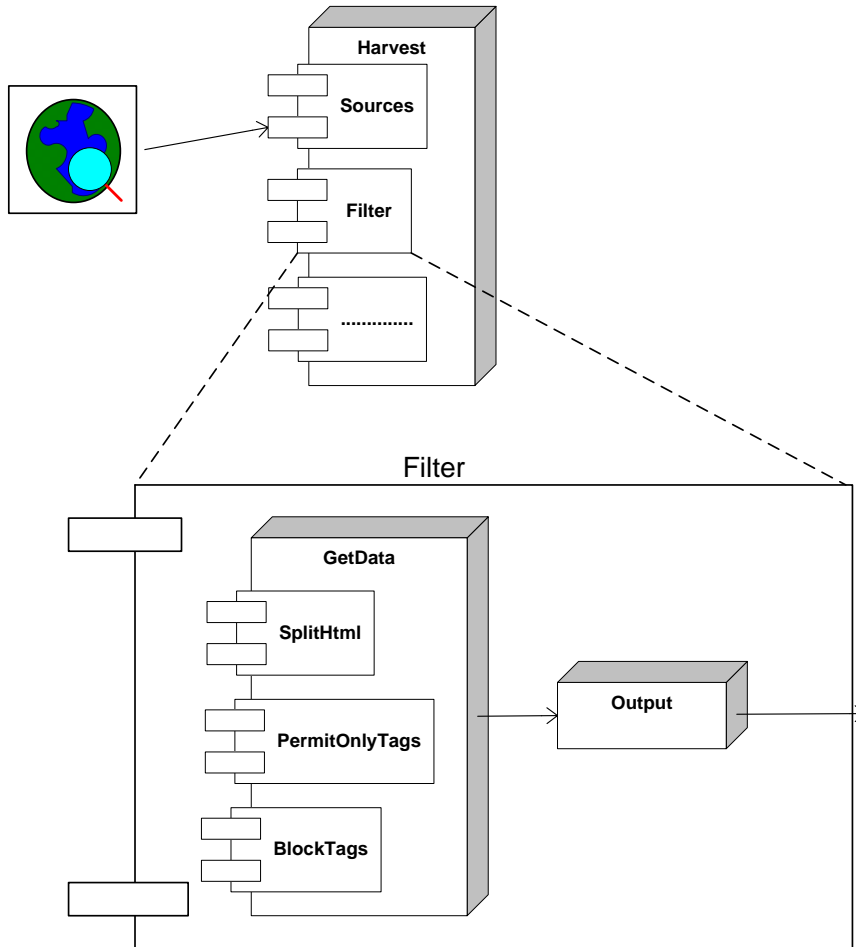 Harvest
Sources
Filter
..............
Filter
GetData
SplitHtml
PermitOnlyTags
BlockTags
Output